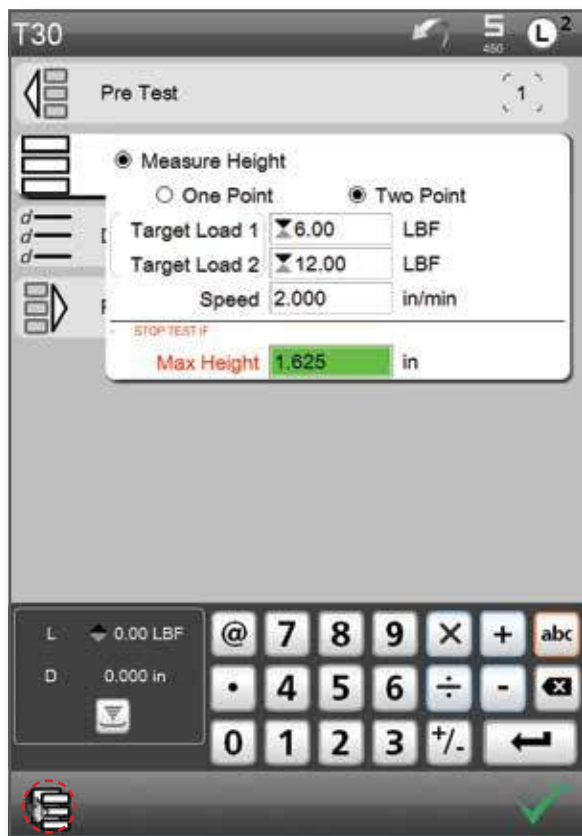 T30 5 450 L 2
Pre Test 1
Measure Height
One Point Two Point
Target Load 1 6.00 LBF
Target Load 2 12.00 LBF
Speed 2.000 in/min
STOP TEST IF
Max Height 1.625 in
d
d
d
L 0.00 LBF
D 0.000 in
@ 7 8 9 × + abc
• 4 5 6 ÷ -
0 1 2 3 +/-